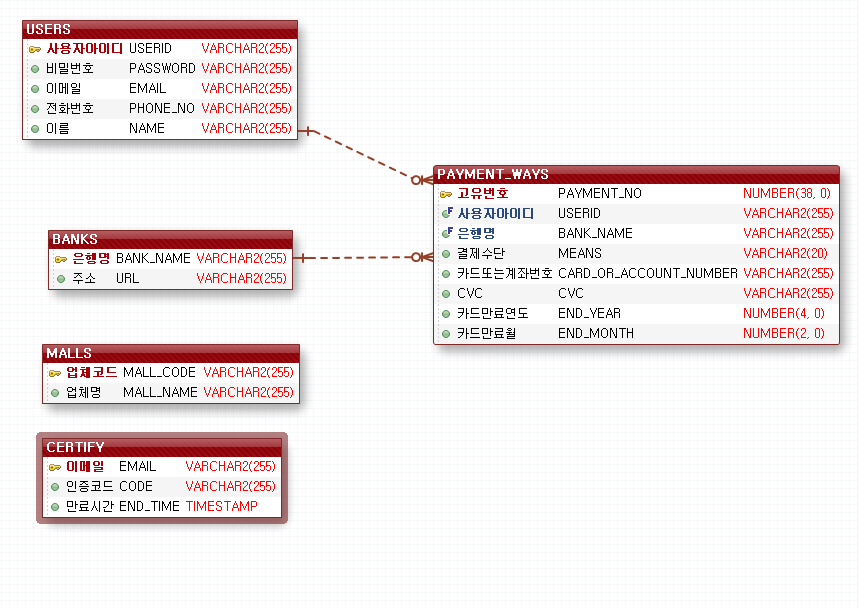 USERS
사용자아이디 USERID VARCHAR2(255)
비밀번호 PASSWORD VARCHAR2(255)
이메일 EMAIL VARCHAR2(255)
전화번호 PHONE_NO VARCHAR2(255)
이름 NAME VARCHAR2(255)
PAYMENT_WAYS
고유번호 PAYMENT_NO NUMBER(38, 0)
사용자아이디 USERID VARCHAR2(255)
은행명 BANK_NAME VARCHAR2(255)
결제수단 MEANS VARCHAR2(20)
카드또는계좌번호 CARD_OR_ACCOUNT_NUMBER VARCHAR2(255)
CVC CVC VARCHAR2(255)
카드만료연도 END_YEAR NUMBER(4, 0)
카드만료월 END_MONTH NUMBER(2, 0)
BANKS
은행명 BANK_NAME VARCHAR2(255)
주소 URL VARCHAR2(255)
MALLS
업체코드 MALL_CODE VARCHAR2(255)
업체명 MALL_NAME VARCHAR2(255)
CERTIFY
이메일 EMAIL VARCHAR2(255)
인증코드 CODE VARCHAR2(255)
만료시간 END_TIME TIMESTAMP